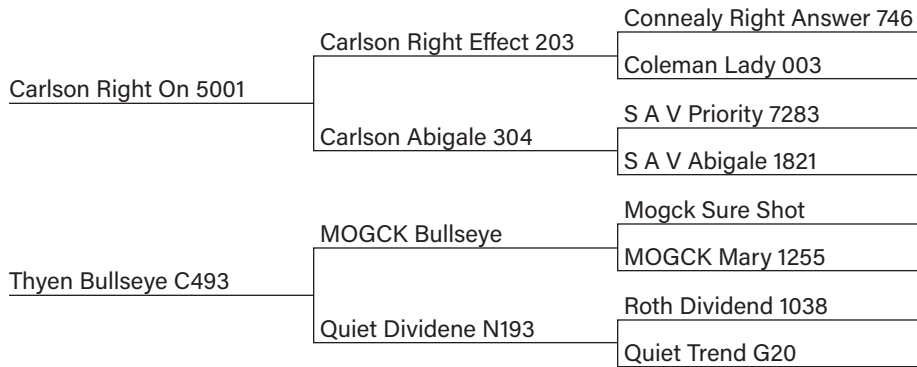 Connealy Right Answer 746
Carlson Right Effect 203
Coleman Lady 003
Carlson Right On 5001
S A V Priority 7283
Carlson Abigale 304
S A V Abigale 1821
Mogck Sure Shot
MOGCK Bullseye
MOGCK Mary 1255
Thyen Bullseye C493
Roth Dividend 1038
Quiet Dividene N193
Quiet Trend G20